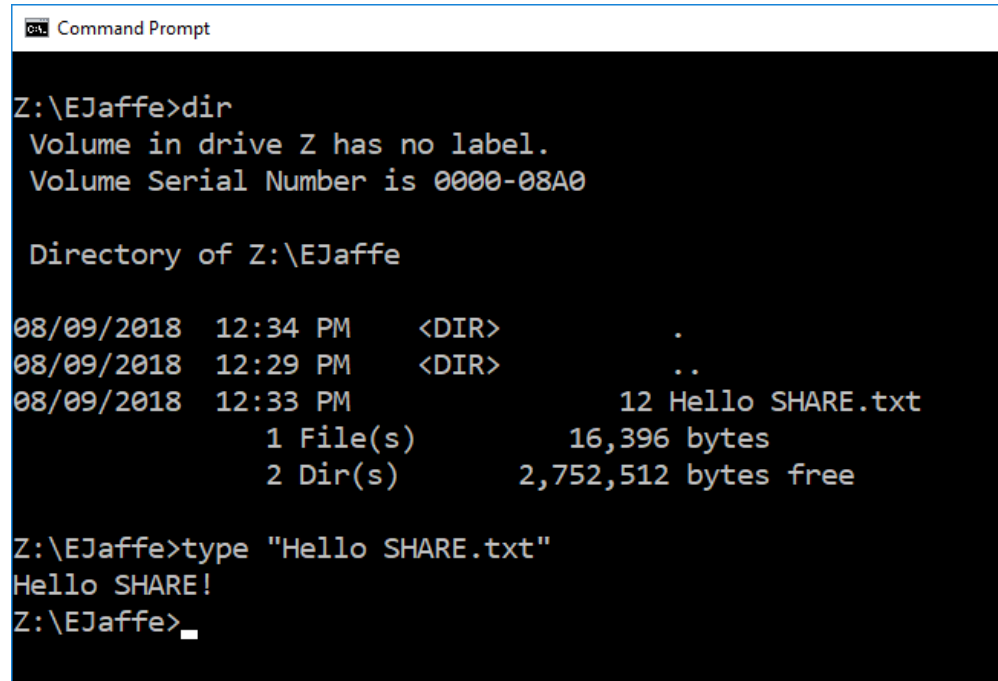 Command Prompt
Z:\EJaffe>dir
 Volume in drive Z has no label.
 Volume Serial Number is 0000-08A0
 Directory of Z:\EJaffe
08/09/2018  12:34 PM    <DIR>          .
08/09/2018  12:29 PM    <DIR>          ..
08/09/2018  12:33 PM                12 Hello SHARE.txt
               1 File(s)         16,396 bytes
               2 Dir(s)       2,752,512 bytes free
Z:\EJaffe>type "Hello SHARE.txt"
Hello SHARE!
Z:\EJaffe>